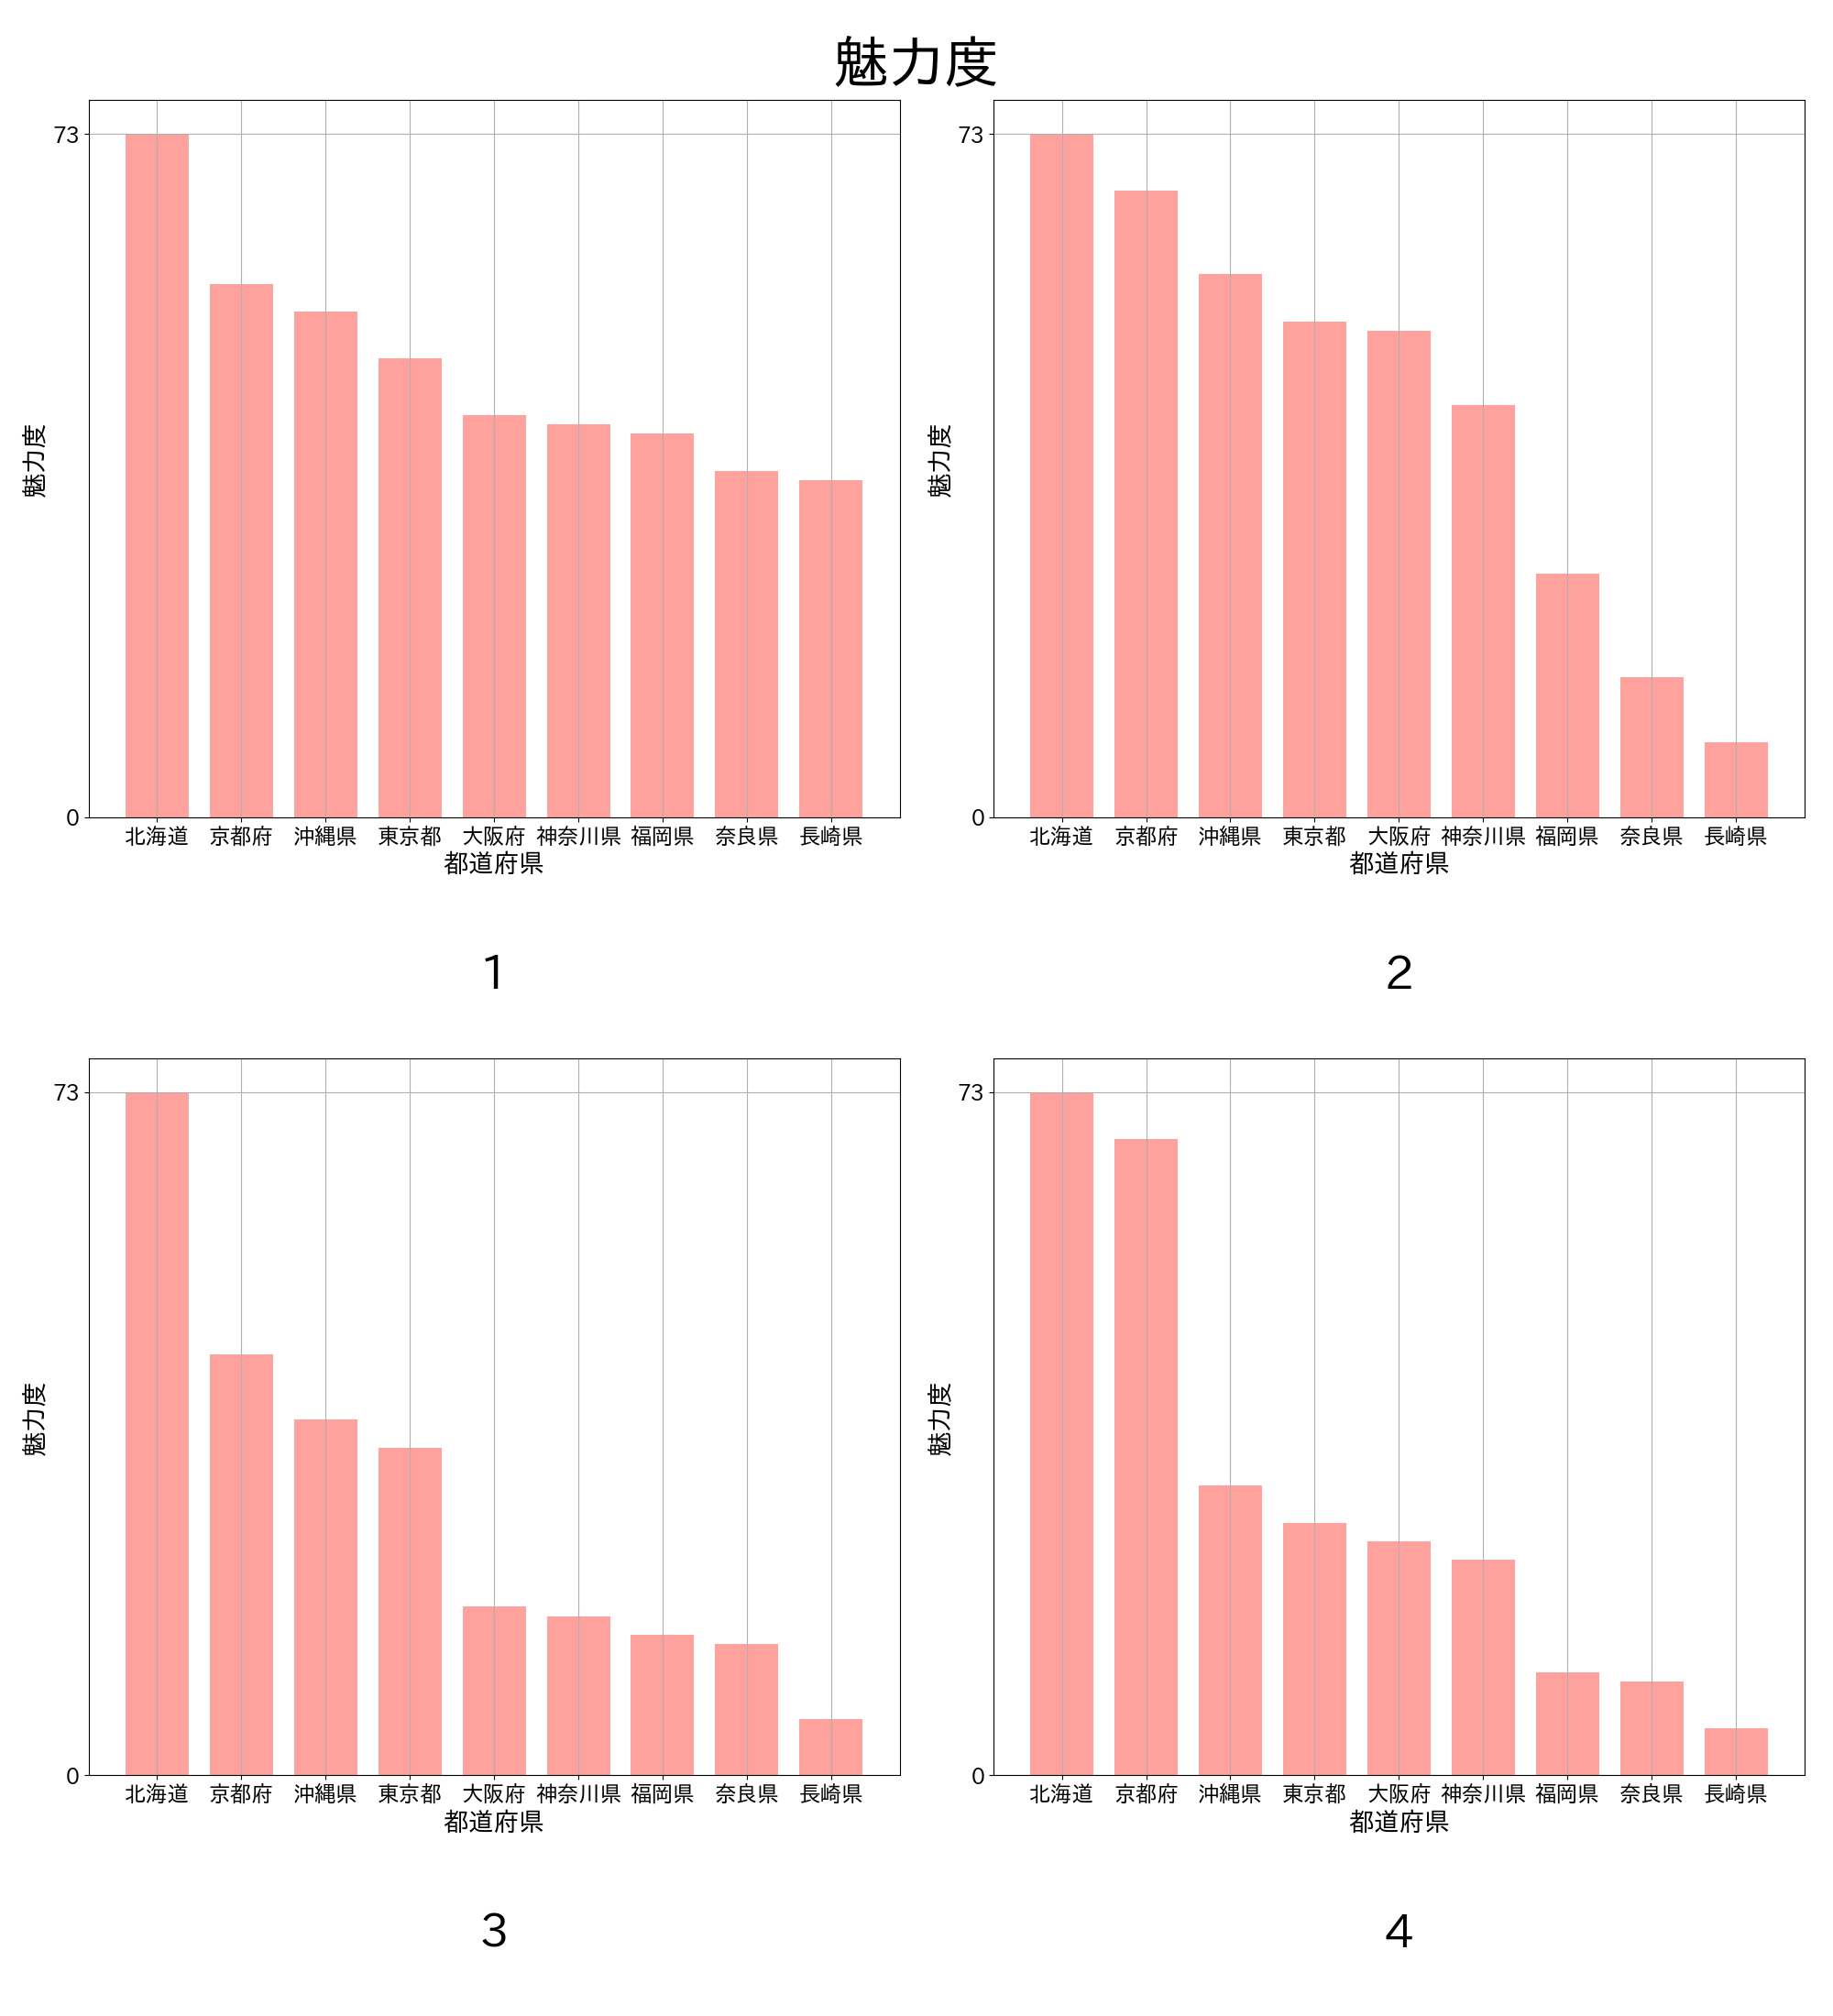 魅力度
73
0
魅力度
北海道 京都府 沖縄県 東京都 大阪府 神奈川県 福岡県 奈良県 長崎県
都道府県
1
73
0
魅力度
北海道 京都府 沖縄県 東京都 大阪府 神奈川県 福岡県 奈良県 長崎県
都道府県
2
73
0
魅力度
北海道 京都府 沖縄県 東京都 大阪府 神奈川県 福岡県 奈良県 長崎県
都道府県
3
73
0
魅力度
北海道 京都府 沖縄県 東京都 大阪府 神奈川県 福岡県 奈良県 長崎県
都道府県
4